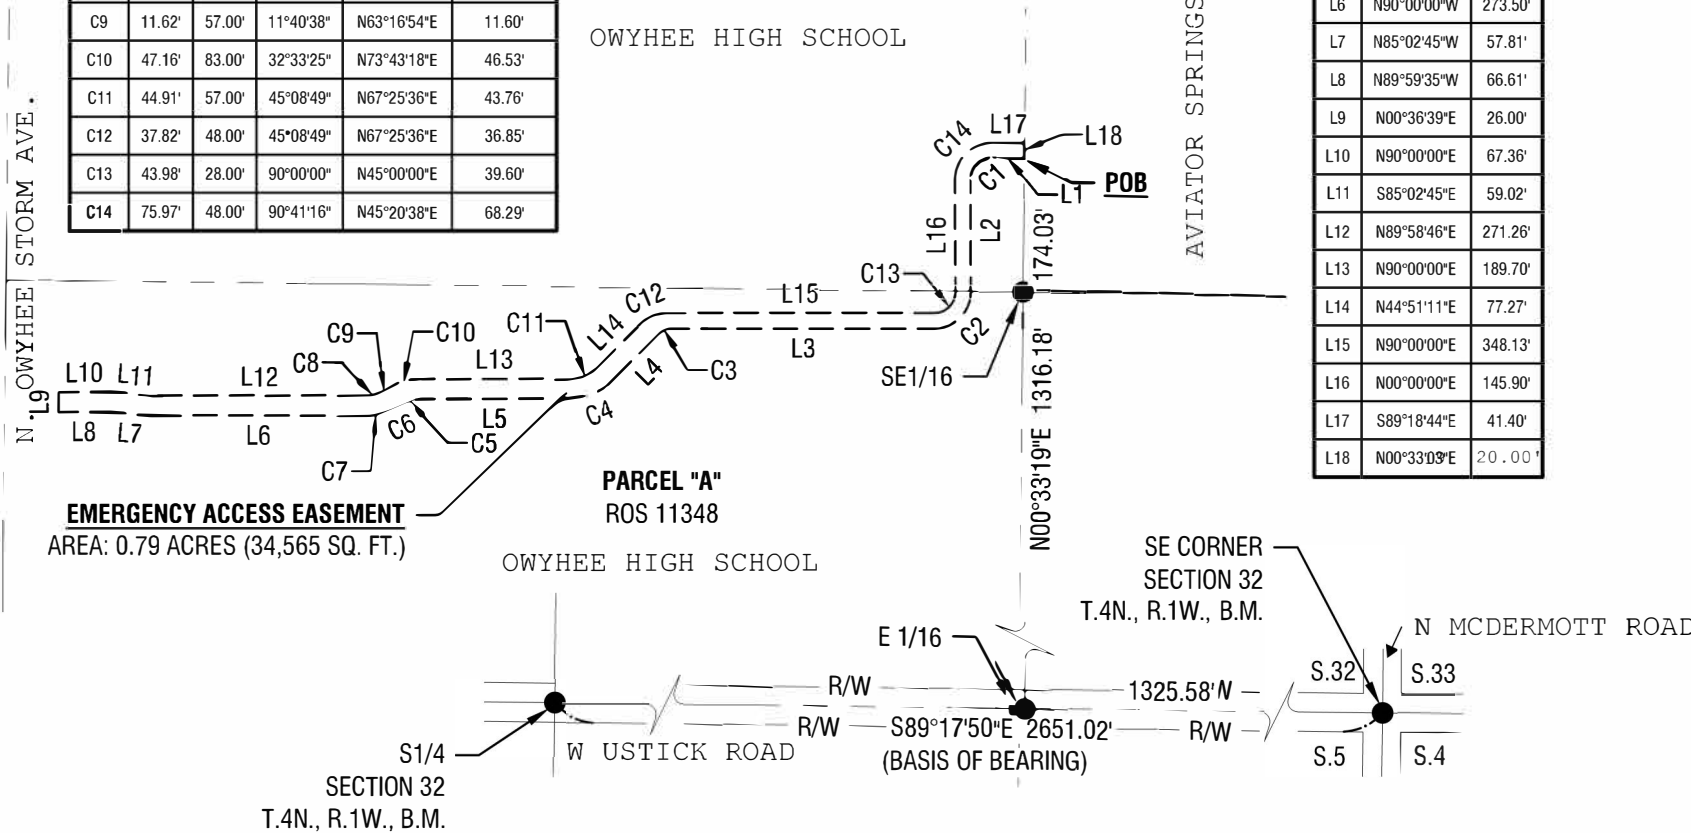 C9 11.62' 57.00' 11°40'38" N63°16'54"E 11.60'
C10 47.16' 83.00' 32°33'25" N73°43'18"E 46.53'
C11 44.91' 57.00' 45°08'49" N67°25'36"E 43.76'
C12 37.82' 48.00' 45°08'49" N67°25'36"E 36.85'
C13 43.98' 28.00' 90°00'00" N45°00'00"E 39.60'
C14 75.97' 48.00' 90°41'16" N45°20'38"E 68.29'
OWYHEE HIGH SCHOOL
AVIATOR SPRINGS
L6 N90°00'00"W 273.50'
L7 N85°02'45"W 57.81'
L8 N89°59'35"W 66.61'
L9 N00°36'39"E 26.00'
L10 N90°00'00"E 67.36'
L11 S85°02'45"E 59.02'
L12 N89°58'46"E 271.26'
L13 N90°00'00"E 189.70'
L14 N44°51'11"E 77.27'
L15 N90°00'00"E 348.13'
L16 N00°00'00"E 145.90'
L17 S89°18'44"E 41.40'
L18 N00°33'03"E 20.00'
N. OWYHEE STORM AVE.
C14
L17
L18
C1
L1
POB
L16
L2
174.03'
C13
L15
C12
C2
C11
L14
L3
L4
C3
SE1/16
C9
C10
C8
L13
L10
L11
L12
L9
L8
L7
L6
C6
L5
C5
C4
C7
N00°33'19"E 1316.18'
PARCEL "A"
ROS 11348
EMERGENCY ACCESS EASEMENT
AREA: 0.79 ACRES (34,565 SQ. FT.)
OWYHEE HIGH SCHOOL
SE CORNER
SECTION 32
T.4N., R.1W., B.M.
N MCDERMOTT ROAD
E 1/16
S.32
S.33
R/W
1325.58'
N
R/W
S89°17'50"E 2651.02'
R/W
(BASIS OF BEARING)
S.5
S.4
W USTICK ROAD
S1/4
SECTION 32
T.4N., R.1W., B.M.